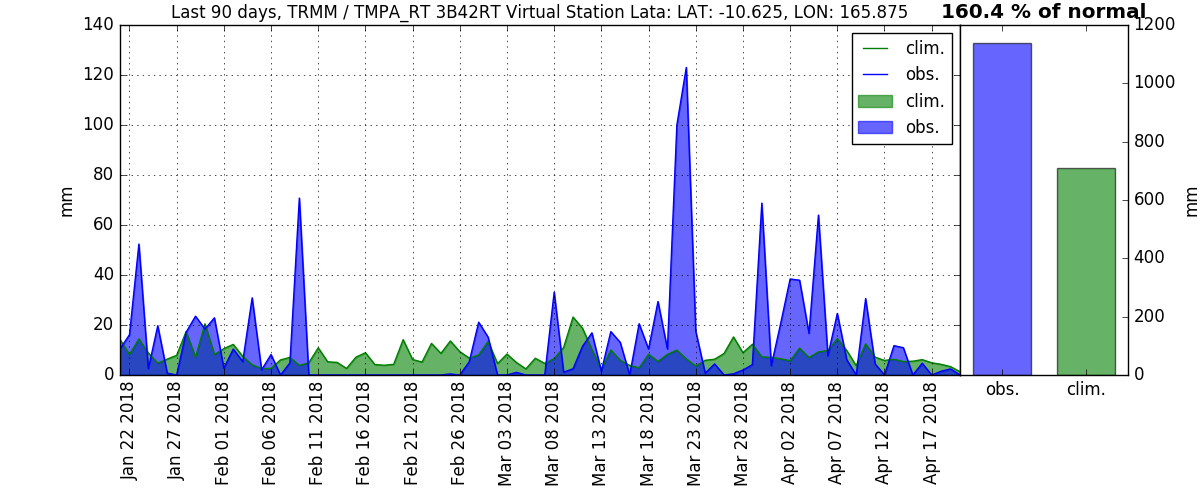 Last 90 days, TRMM / TMPA_RT 3B42RT Virtual Station Lata: LAT: -10.625, LON: 165.875
160.4 % of normal
mm
140
120
100
80
60
40
20
0
clim.
obs.
clim.
obs.
1200
1000
800
600
400
200
0
mm
Jan 22 2018
Jan 27 2018
Feb 01 2018
Feb 06 2018
Feb 11 2018
Feb 16 2018
Feb 21 2018
Feb 26 2018
Mar 03 2018
Mar 08 2018
Mar 13 2018
Mar 18 2018
Mar 23 2018
Mar 28 2018
Apr 02 2018
Apr 07 2018
Apr 12 2018
Apr 17 2018
obs.
clim.